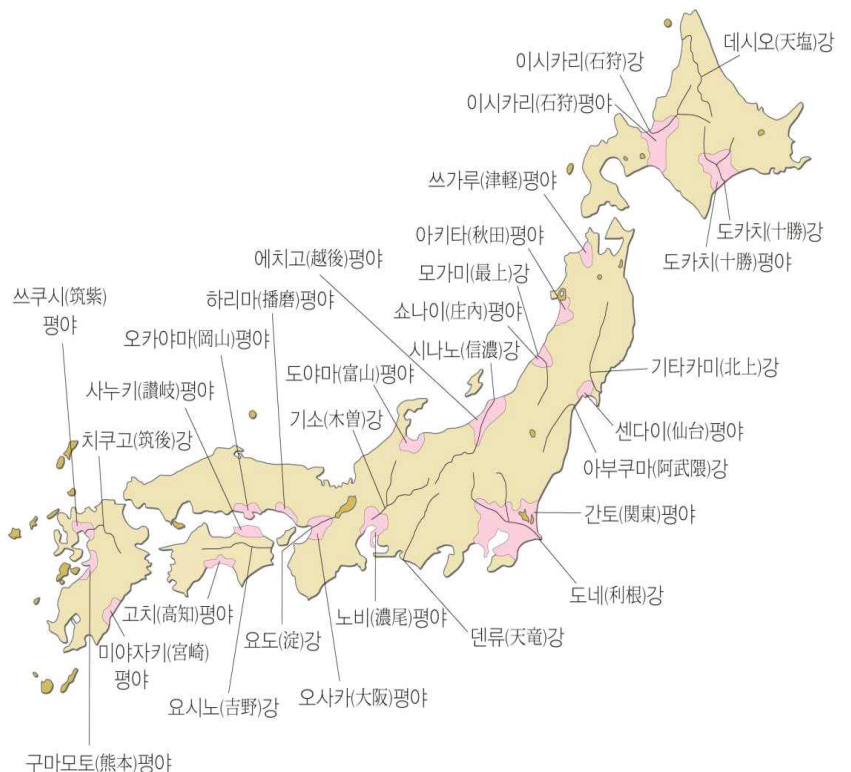 데시오(天塩)강
이시카리(石狩)강
이시카리(石狩)평야
쓰가루(津軽)평야
도카치(十勝)강
도카치(十勝)평야
아키타(秋田)평야
에치고(越後)평야
모가미(最上)강
쓰쿠시(筑紫)
평야
하리마(播磨)평야
쇼나이(庄內)평야
오카야마(岡山)평야
시나노(信濃)강
도야마(富山)평야
기타카미(北上)강
사누키(讃岐)평야
기소(木曽)강
센다이(仙台)평야
치쿠고(筑後)강
아부쿠마(阿武隈)강
간토(関東)평야
도네(利根)강
고치(高知)평야
노비(濃尾)평야
요도(淀)강
덴류(天竜)강
미야자키(宮崎)
평야
오사카(大阪)평야
요시노(吉野)강
구마모토(熊本)평야